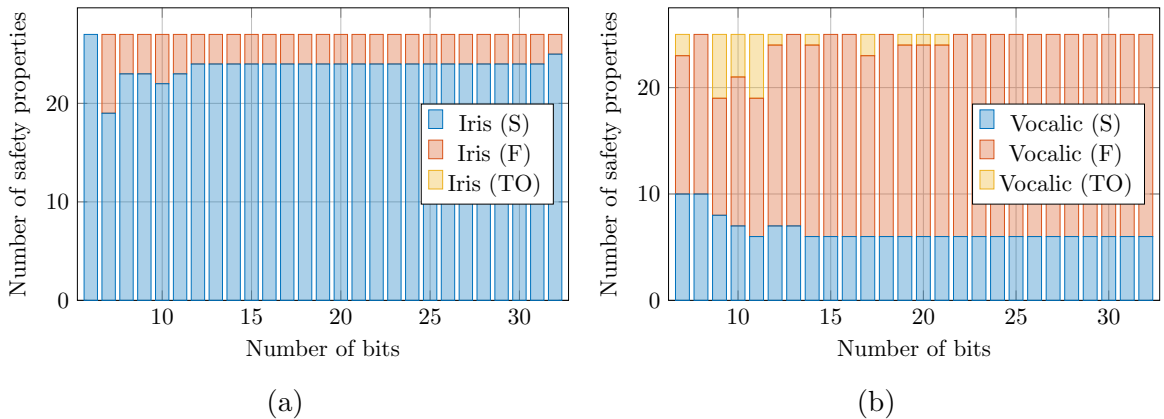 Number of safety properties
20
10
0
Iris (S)
Iris (F)
Iris (TO)
10 15 20 25 30
Number of bits
(a)
Number of safety properties
20
10
0
Vocalic (S)
Vocalic (F)
Vocalic (TO)
10 15 20 25 30
Number of bits
(b)